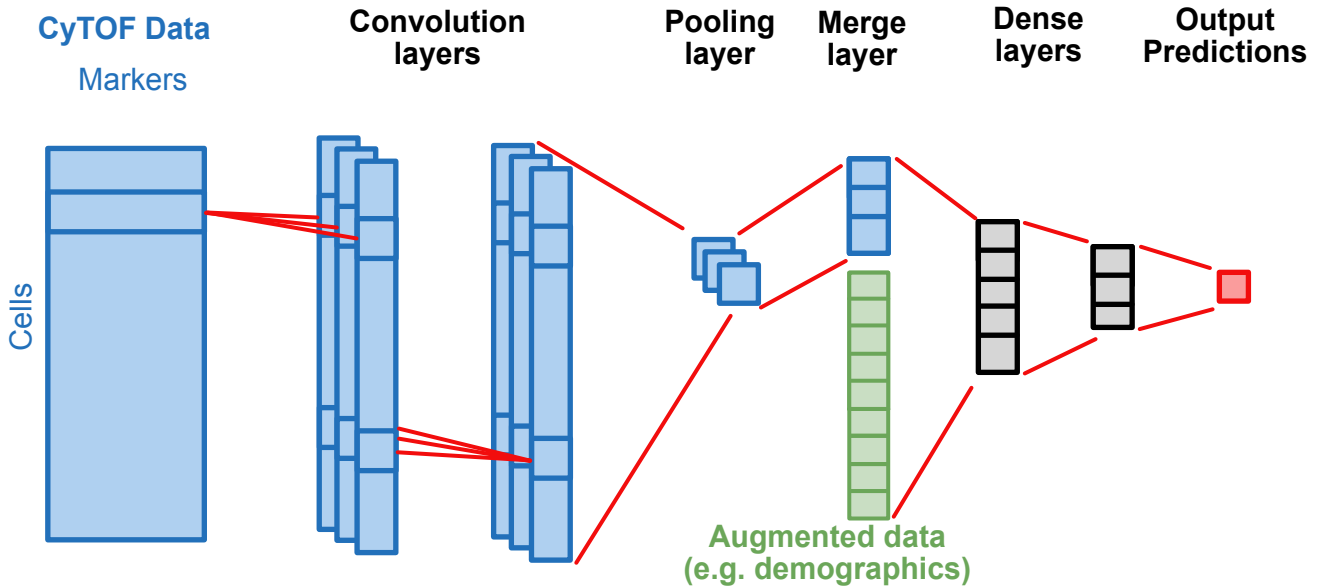 CyTOF Data
Markers
Cells
Convolution
layers
Pooling
layer
Merge
layer
Dense
layers
Output
Predictions
Augmented data
(e.g. demographics)